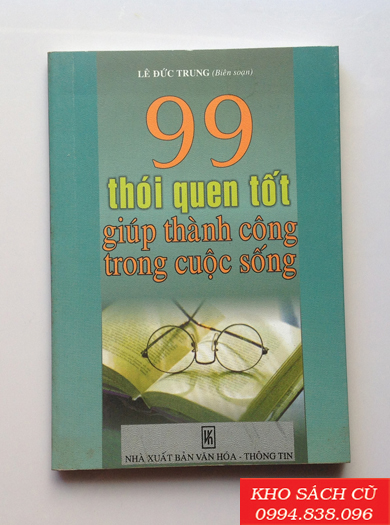 LÊ ĐỨC TRUNG (Biên soạn)
99
thói quen tốt
giúp thành công
trong cuộc sống
NHÀ XUẤT BẢN VĂN HÓA - THÔNG TIN
KHO SÁCH CŨ
0994.838.096